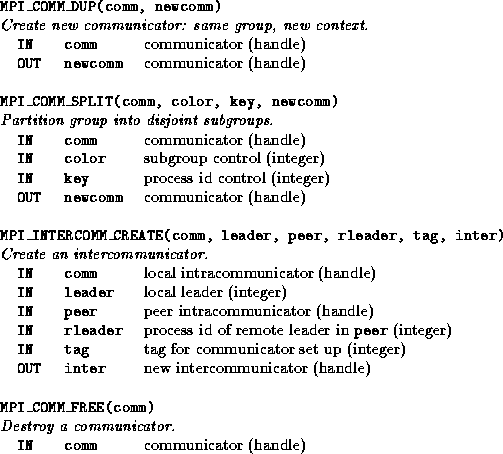 MPI_COMM_DUP(comm, newcomm)
Create new communicator: same group, new context.
IN comm communicator (handle)
OUT newcomm communicator (handle)
MPI_COMM_SPLIT(comm, color, key, newcomm)
Partition group into disjoint subgroups.
IN comm communicator (handle)
IN color subgroup control (integer)
IN key process id control (integer)
OUT newcomm communicator (handle)
MPI_INTERCOMM_CREATE(comm, leader, peer, rleader, tag, inter)
Create an intercommunicator.
IN comm local intracommunicator (handle)
IN leader local leader (integer)
IN peer peer intracommunicator (handle)
IN rleader process id of remote leader in peer (integer)
IN tag tag for communicator set up (integer)
OUT inter new intercommunicator (handle)
MPI_COMM_FREE(comm)
Destroy a communicator.
IN comm communicator (handle)